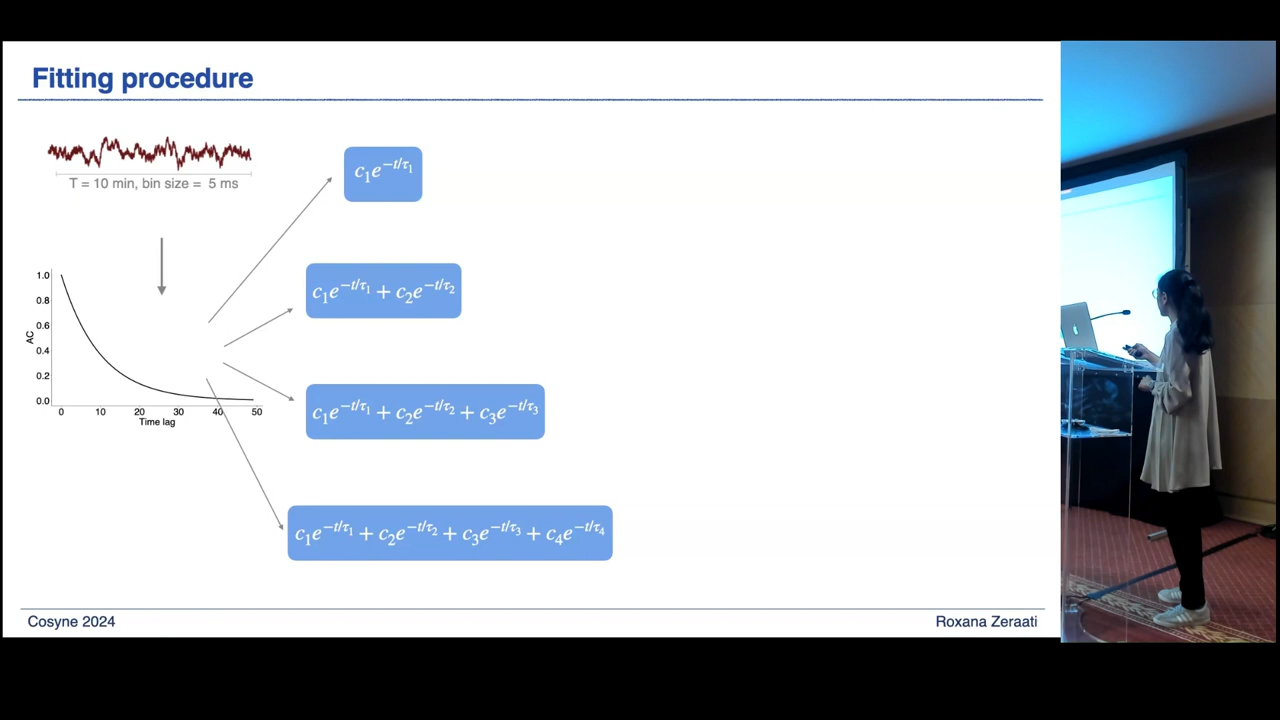 Fitting procedure
T = 10 min, bin size = 5 ms
c₁e^{−t/τ₁}
c₁e^{−t/τ₁} + c₂e^{−t/τ₂}
1.0
0.8
0.6
0.4
0.2
0.0
AC
0 10 20 30 40 50
Time lag
c₁e^{−t/τ₁} + c₂e^{−t/τ₂} + c₃e^{−t/τ₃}
c₁e^{−t/τ₁} + c₂e^{−t/τ₂} + c₃e^{−t/τ₃} + c₄e^{−t/τ₄}
Cosyne 2024
Roxana Zeraati